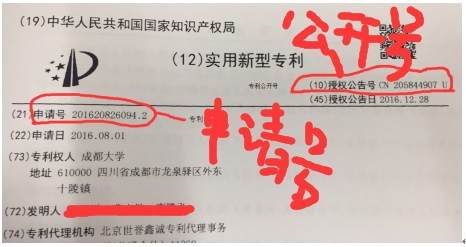 (19)中华人民共和国国家知识产权局
公开号
(12)实用新型专利
专利公开号
(10)授权公告号 CN 205844907 U
(45)授权公告日 2016.12.28
(21)申请号 201620826094.2
申请号
(22)申请日 2016.08.01
(73)专利权人 成都大学
地址 610000 四川省成都市龙泉驿区外东
十陵镇
(72)发明人
(74)专利代理机构 北京世誉鑫诚专利代理事务